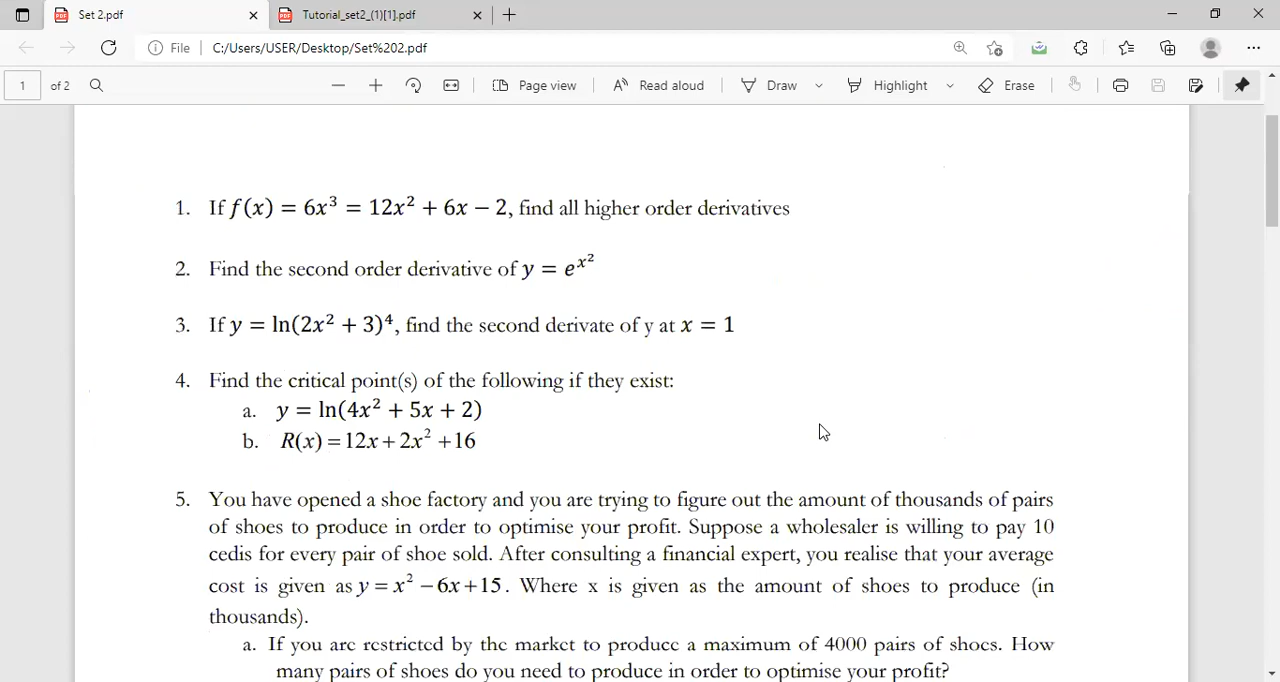 Set 2.pdf
Tutorial_set2_(1)[1].pdf
File
C:/Users/USER/Desktop/Set%202.pdf
1
of 2
Page view
Read aloud
Draw
Highlight
Erase
1. If f(x) = 6x³ = 12x² + 6x − 2, find all higher order derivatives
2. Find the second order derivative of y = e^{x²}
3. If y = ln(2x² + 3)⁴, find the second derivate of y at x = 1
4. Find the critical point(s) of the following if they exist:
a. y = ln(4x² + 5x + 2)
b. R(x) = 12x + 2x² + 16
5. You have opened a shoe factory and you are trying to figure out the amount of thousands of pairs
of shoes to produce in order to optimise your profit. Suppose a wholesaler is willing to pay 10
cedis for every pair of shoe sold. After consulting a financial expert, you realise that your average
cost is given as y = x² − 6x + 15. Where x is given as the amount of shoes to produce (in
thousands).
a. If you are restricted by the market to produce a maximum of 4000 pairs of shoes. How
many pairs of shoes do you need to produce in order to optimise your profit?